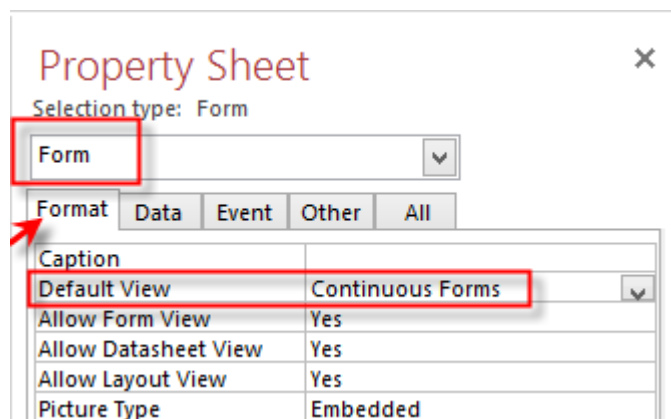 Property Sheet
Selection type: Form
Form
Format Data Event Other All
Caption
Default View Continuous Forms
Allow Form View Yes
Allow Datasheet View Yes
Allow Layout View Yes
Picture Type Embedded